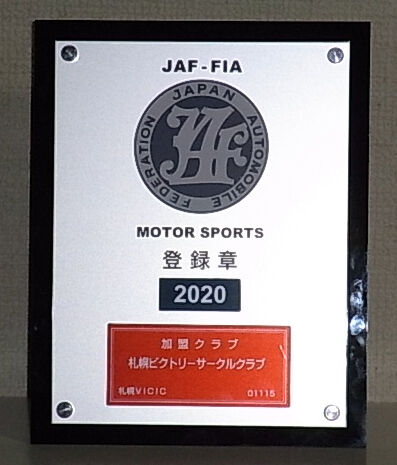 JAF-FIA
JAPAN AUTOMOBILE FEDERATION
JAF
MOTOR SPORTS
登録章
2020
加盟クラブ
札幌ビクトリーサークルクラブ
札幌VICIC 01115